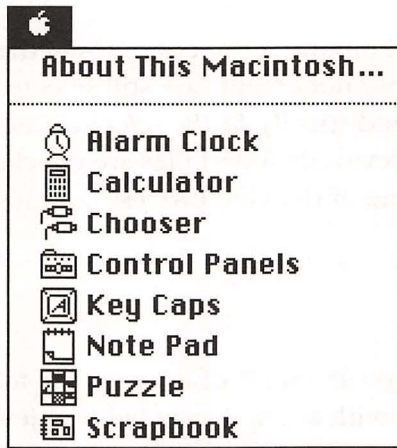 About This Macintosh...
Alarm Clock
Calculator
Chooser
Control Panels
Key Caps
Note Pad
Puzzle
Scrapbook